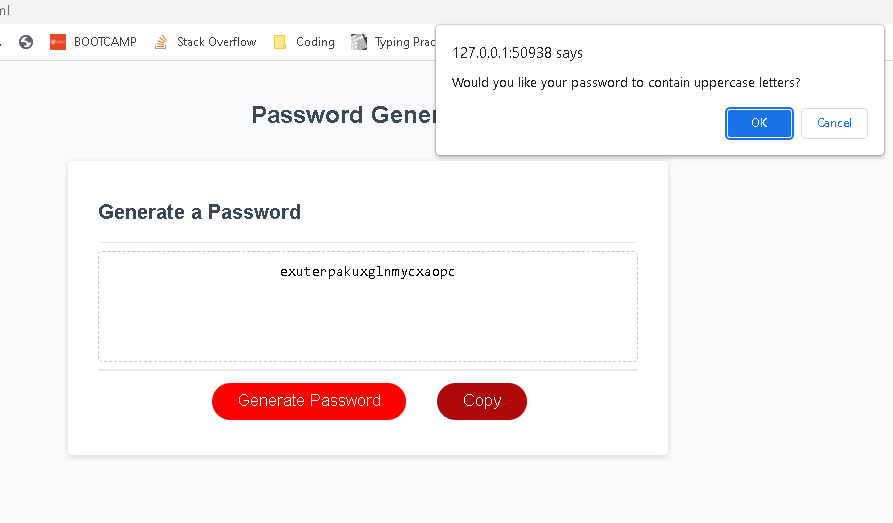 BOOTCAMP
Stack Overflow
Coding
Typing Prac
127.0.0.1:50938 says
Would you like your password to contain uppercase letters?
OK
Cancel
Password Gener
Generate a Password
exuterpakuxglnmycxaopc
Generate Password
Copy